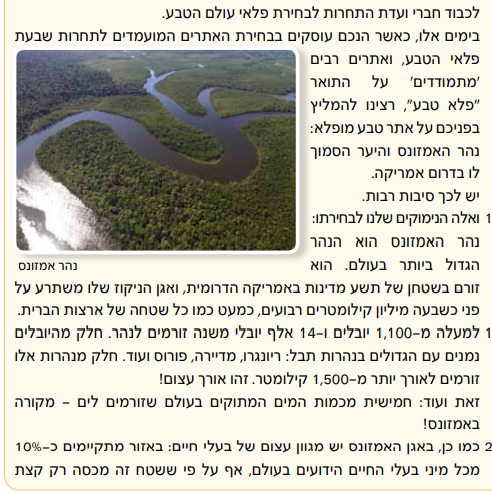 לכבוד חברי ועדת התחרות לבחירת פלאי עולם הטבע.
בימים אלו, כאשר הנכם עוסקים בבחירת האתרים המועמדים לתחרות שבעת
פלאי הטבע, ואתרים רבים
'מתמודדים' על התואר
"פלא טבע", רצינו להמליץ
בפניכם על אתר טבע מופלא:
נהר האמזונס והיער הסמוך
לו בדרום אמריקה.
יש לכך סיבות רבות.
1 ואלה הנימוקים שלנו לבחירתו:
נהר האמזונס הוא הנהר
הגדול ביותר בעולם. הוא
נהר אמזונס
זורם בשטחן של תשע מדינות באמריקה הדרומית, ואגן הניקוז שלו משתרע על
פני כשבעה מיליון קילומטרים רבועים, כמעט כמו כל שטחה של ארצות הברית.
1 למעלה מ-1,100 יובלים ו-14 אלף יובלי משנה זורמים לנהר. חלק מהיובלים
נמנים עם הגדולים בנהרות תבל: ריונגרו, מדיירה, פורוס ועוד. חלק מנהרות אלו
זורמים לאורך יותר מ-1,500 קילומטר. זהו אורך עצום!
זאת ועוד: חמישית מכמות המים המתוקים בעולם שזורמים לים – מקורה
באמזונס!
2 כמו כן, באגן האמזונס יש מגוון עצום של בעלי חיים: באזור מתקיימים כ-10%
מכל מיני בעלי החיים הידועים בעולם, אף על פי ששטח זה מכסה רק קצת